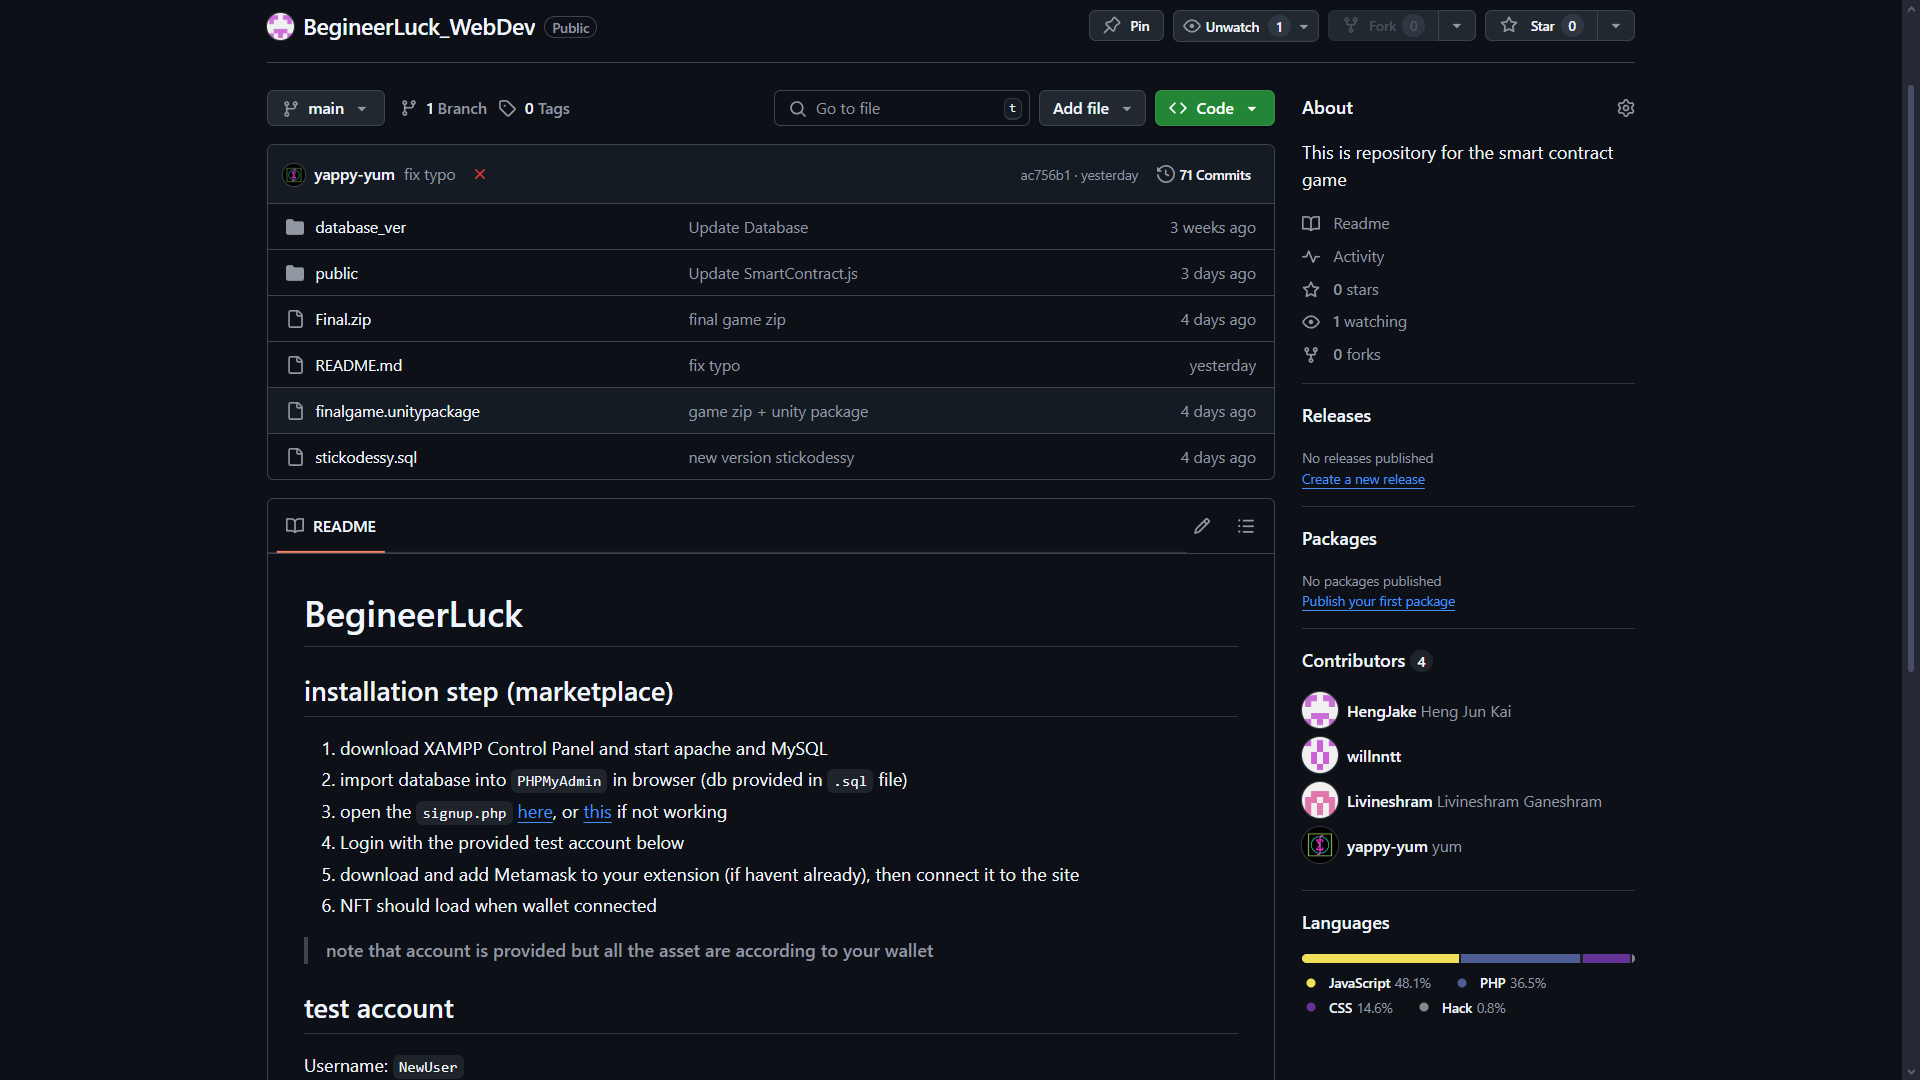 BegineerLuck_WebDev Public
Pin
Unwatch 1
Fork 0
Star 0
main
1 Branch
0 Tags
Go to file t
Add file
Code
yappy-yum fix typo
ac756b1 · yesterday
71 Commits
database_ver Update Database 3 weeks ago
public Update SmartContract.js 3 days ago
Final.zip final game zip 4 days ago
README.md fix typo yesterday
finalgame.unitypackage game zip + unity package 4 days ago
stickodessy.sql new version stickodessy 4 days ago
README
BegineerLuck
installation step (marketplace)
1. download XAMPP Control Panel and start apache and MySQL
2. import database into PHPMyAdmin in browser (db provided in .sql file)
3. open the signup.php here, or this if not working
4. Login with the provided test account below
5. download and add Metamask to your extension (if havent already), then connect it to the site
6. NFT should load when wallet connected
note that account is provided but all the asset are according to your wallet
test account
Username: NewUser
About
This is repository for the smart contract
game
Readme
Activity
0 stars
1 watching
0 forks
Releases
No releases published
Create a new release
Packages
No packages published
Publish your first package
Contributors 4
HengJake Heng Jun Kai
willnntt
Livineshram Livineshram Ganeshram
yappy-yum yum
Languages
JavaScript 48.1% PHP 36.5%
CSS 14.6% Hack 0.8%